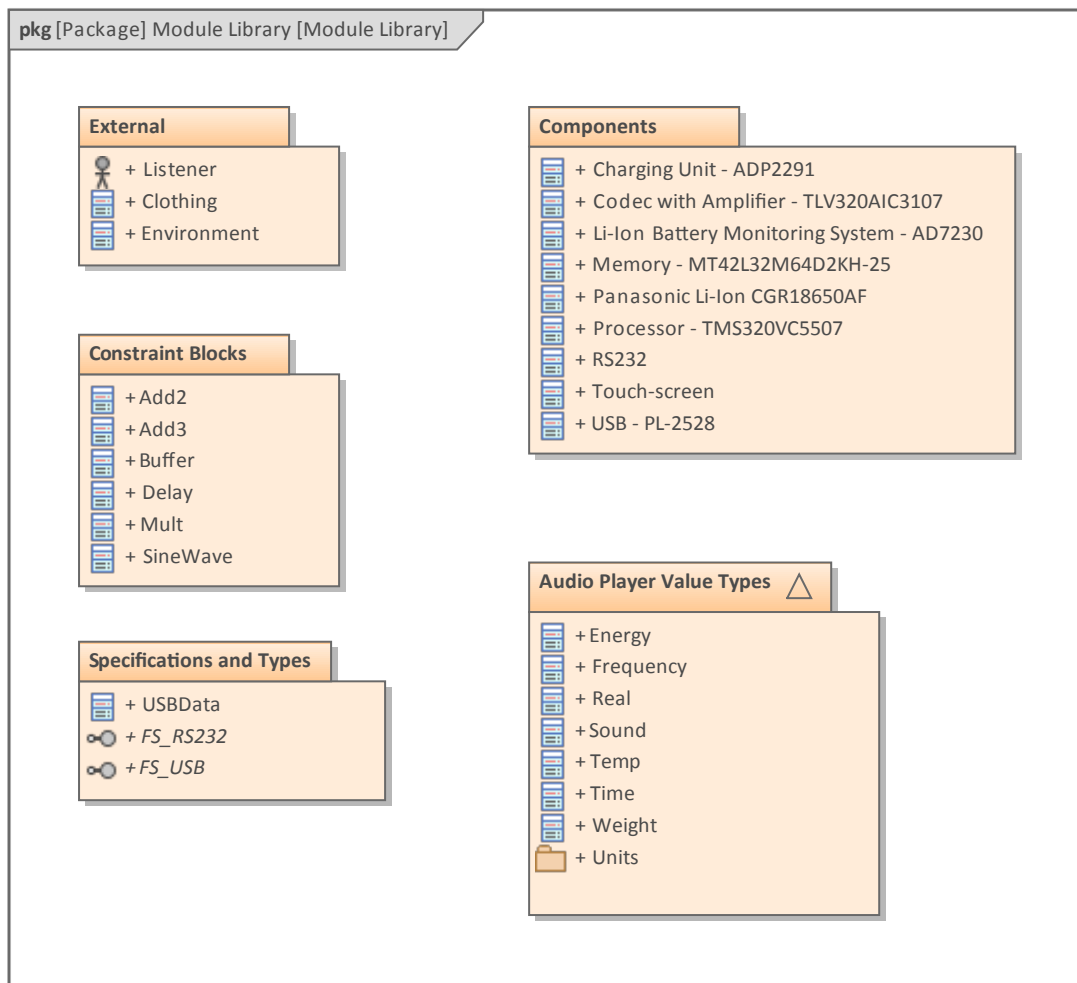 pkg [Package] Module Library [Module Library]
External
+ Listener
+ Clothing
+ Environment
Constraint Blocks
+ Add2
+ Add3
+ Buffer
+ Delay
+ Mult
+ SineWave
Specifications and Types
+ USBData
+ FS_RS232
+ FS_USB
Components
+ Charging Unit - ADP2291
+ Codec with Amplifier - TLV320AIC3107
+ Li-Ion Battery Monitoring System - AD7230
+ Memory - MT42L32M64D2KH-25
+ Panasonic Li-Ion CGR18650AF
+ Processor - TMS320VC5507
+ RS232
+ Touch-screen
+ USB - PL-2528
Audio Player Value Types
+ Energy
+ Frequency
+ Real
+ Sound
+ Temp
+ Time
+ Weight
+ Units